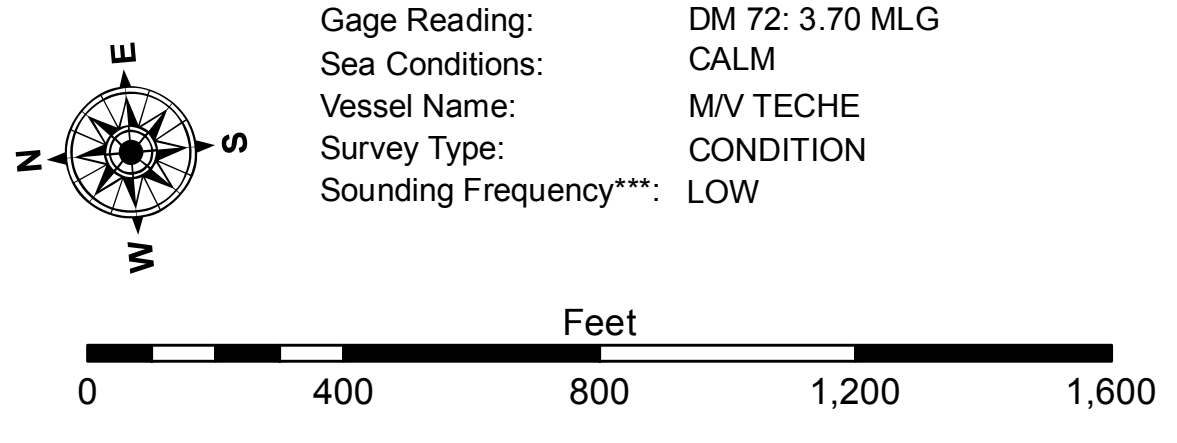 Gage Reading: DM 72: 3.70 MLG
Sea Conditions: CALM
Vessel Name: M/V TECHE
Survey Type: CONDITION
Sounding Frequency***: LOW
E
N
S
W
Feet
0 400 800 1,200 1,600